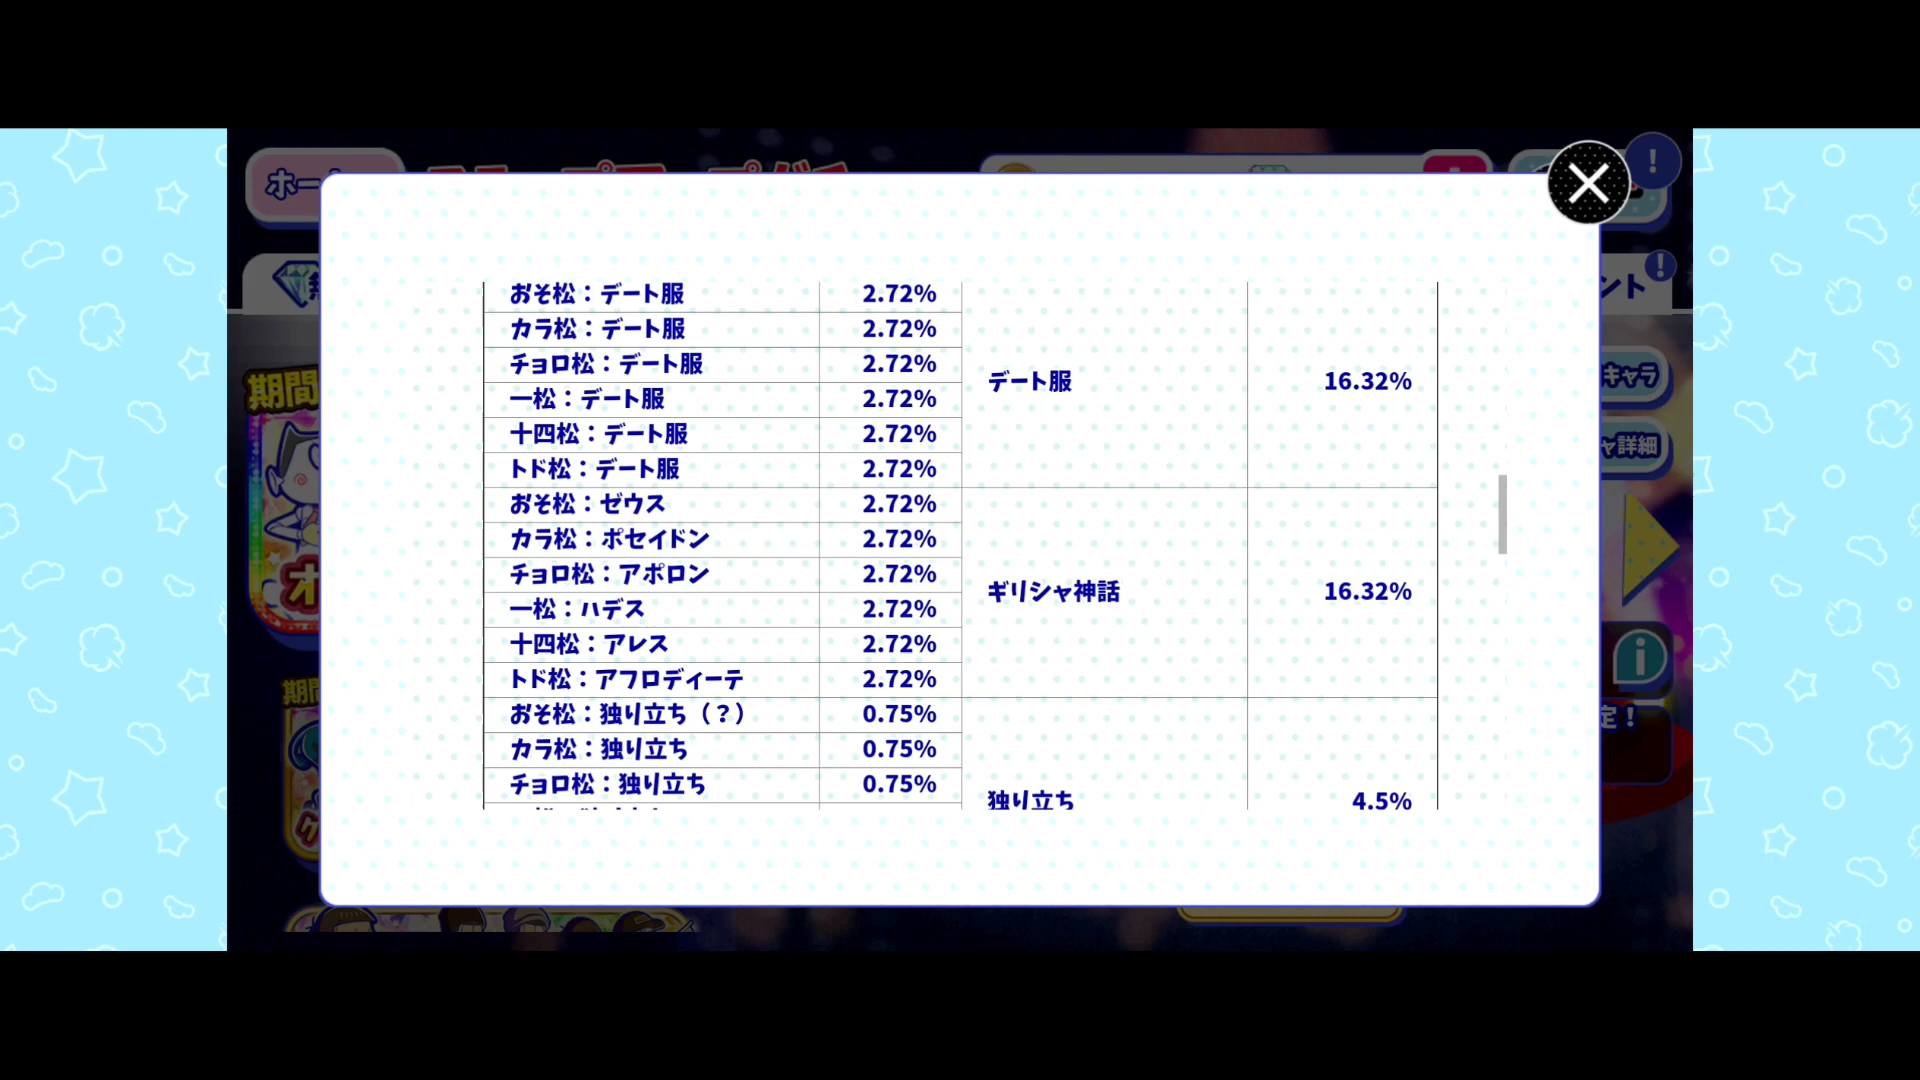 ホー
期間
期間
おそ松：デート服 2.72%
カラ松：デート服 2.72%
チョロ松：デート服 2.72%
一松：デート服 2.72%
十四松：デート服 2.72%
トド松：デート服 2.72%
デート服 16.32%
おそ松：ゼウス 2.72%
カラ松：ポセイドン 2.72%
チョロ松：アポロン 2.72%
一松：ハデス 2.72%
十四松：アレス 2.72%
トド松：アフロディーテ 2.72%
ギリシャ神話 16.32%
おそ松：独り立ち（？） 0.75%
カラ松：独り立ち 0.75%
チョロ松：独り立ち 0.75%
独り立ち 4.5%
ント
キャラ
ャ詳細
定！